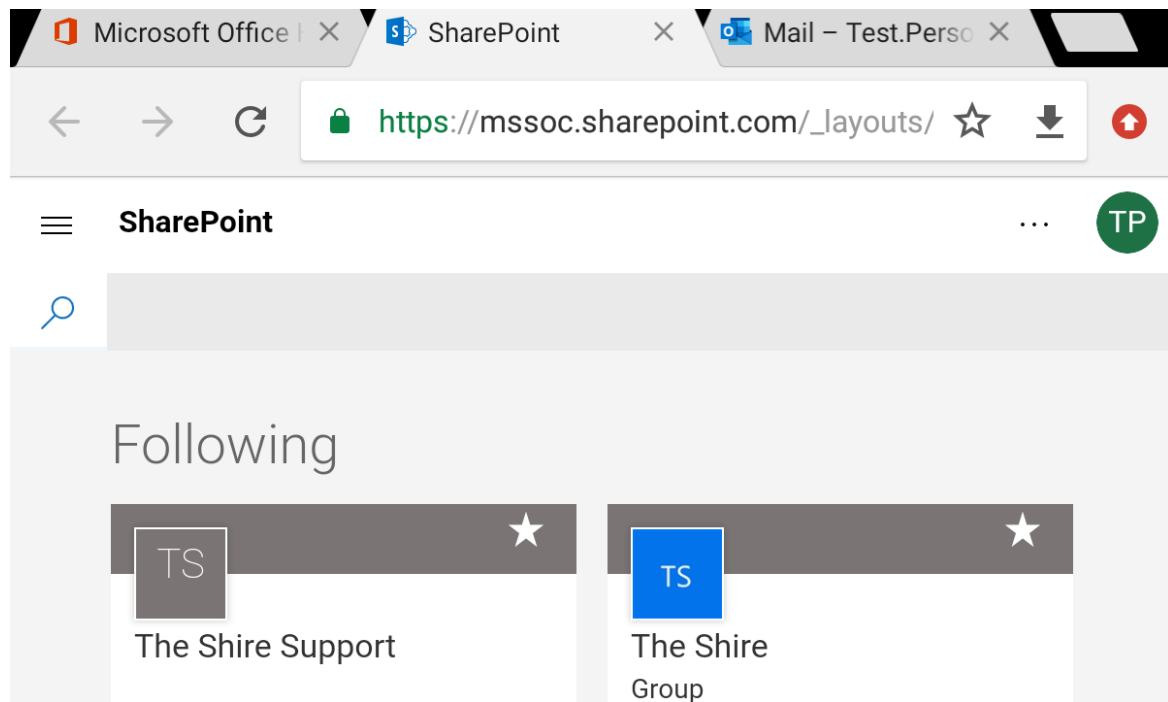 Microsoft Office
SharePoint
Mail – Test.Perso
https://mssoc.sharepoint.com/_layouts/
SharePoint
...
TP
Following
TS
TS
The Shire Support
The Shire
Group